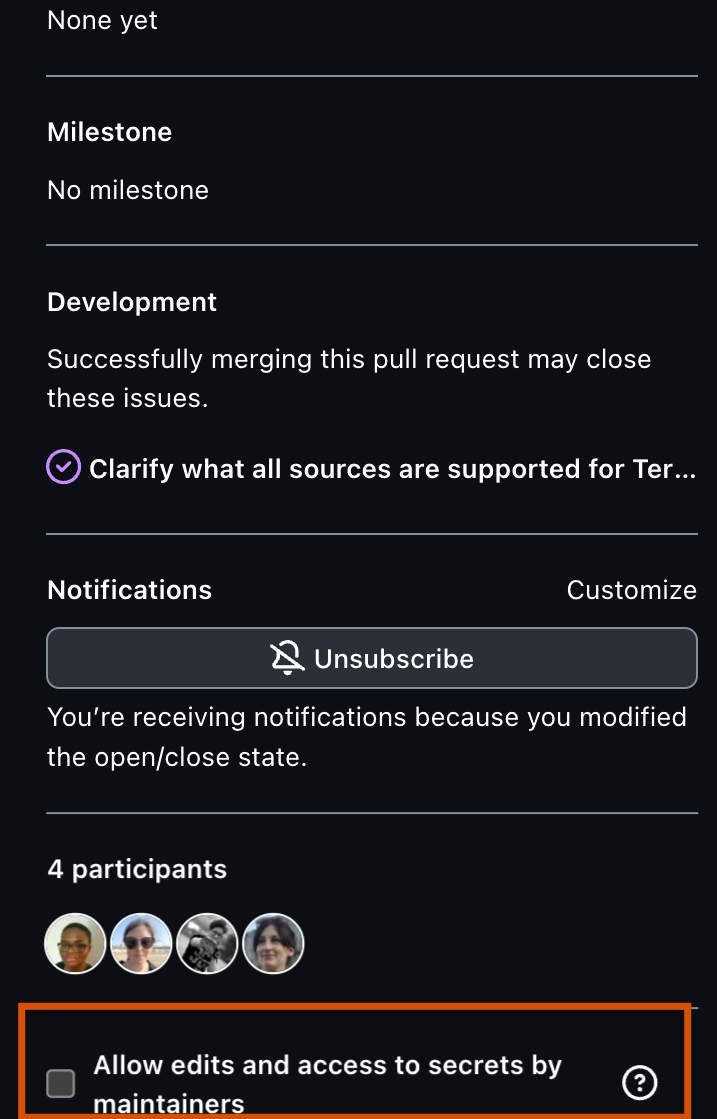 None yet
Milestone
No milestone
Development
Successfully merging this pull request may close
these issues.
Clarify what all sources are supported for Ter...
Notifications
Customize
Unsubscribe
You’re receiving notifications because you modified
the open/close state.
4 participants
Allow edits and access to secrets by
maintainers